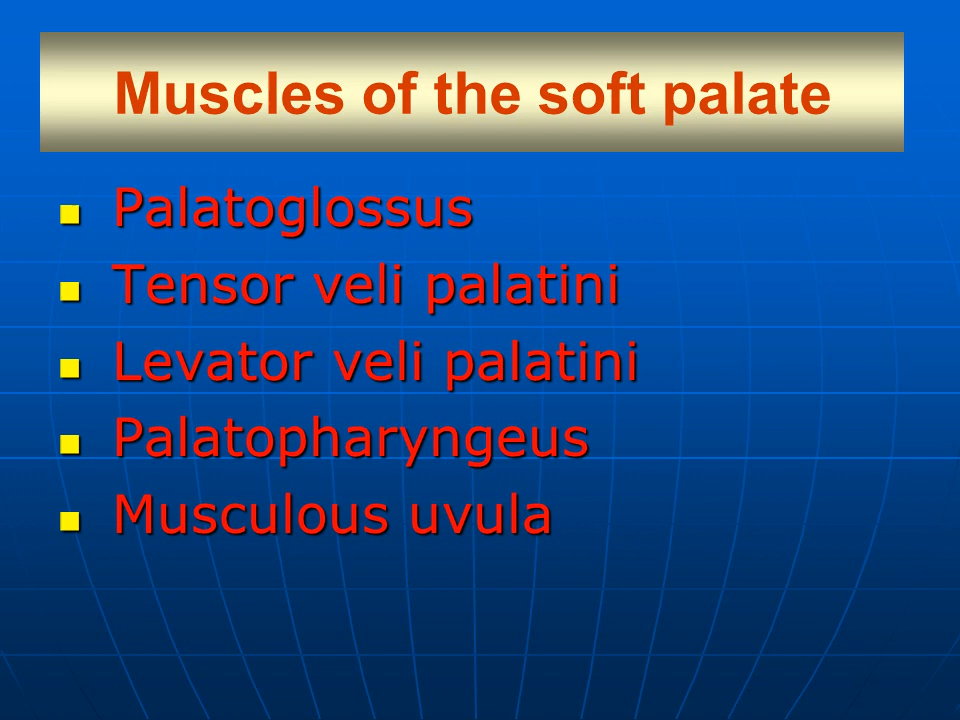 Muscles of the soft palate
Palatoglossus
Tensor veli palatini
Levator veli palatini
Palatopharyngeus
Musculous uvula